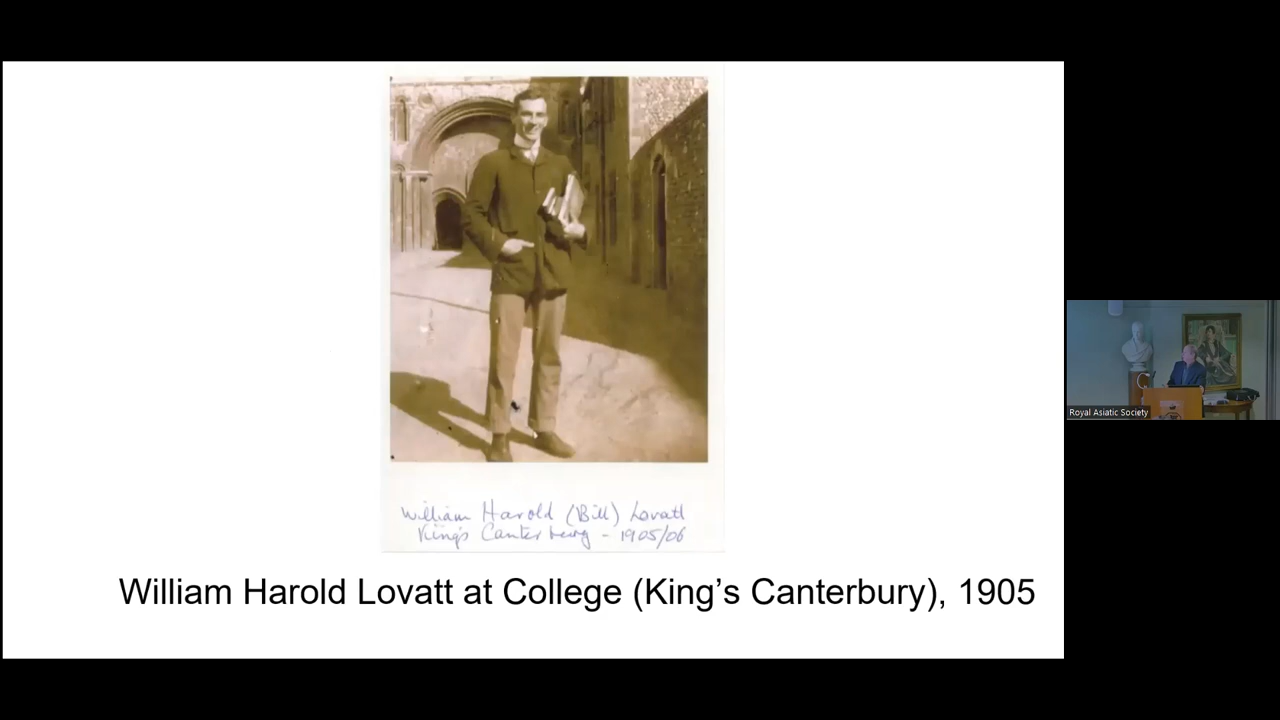 William Harold (Bill) Lovatt
King's Canterbury - 1905/06
William Harold Lovatt at College (King’s Canterbury), 1905
Royal Asiatic Society